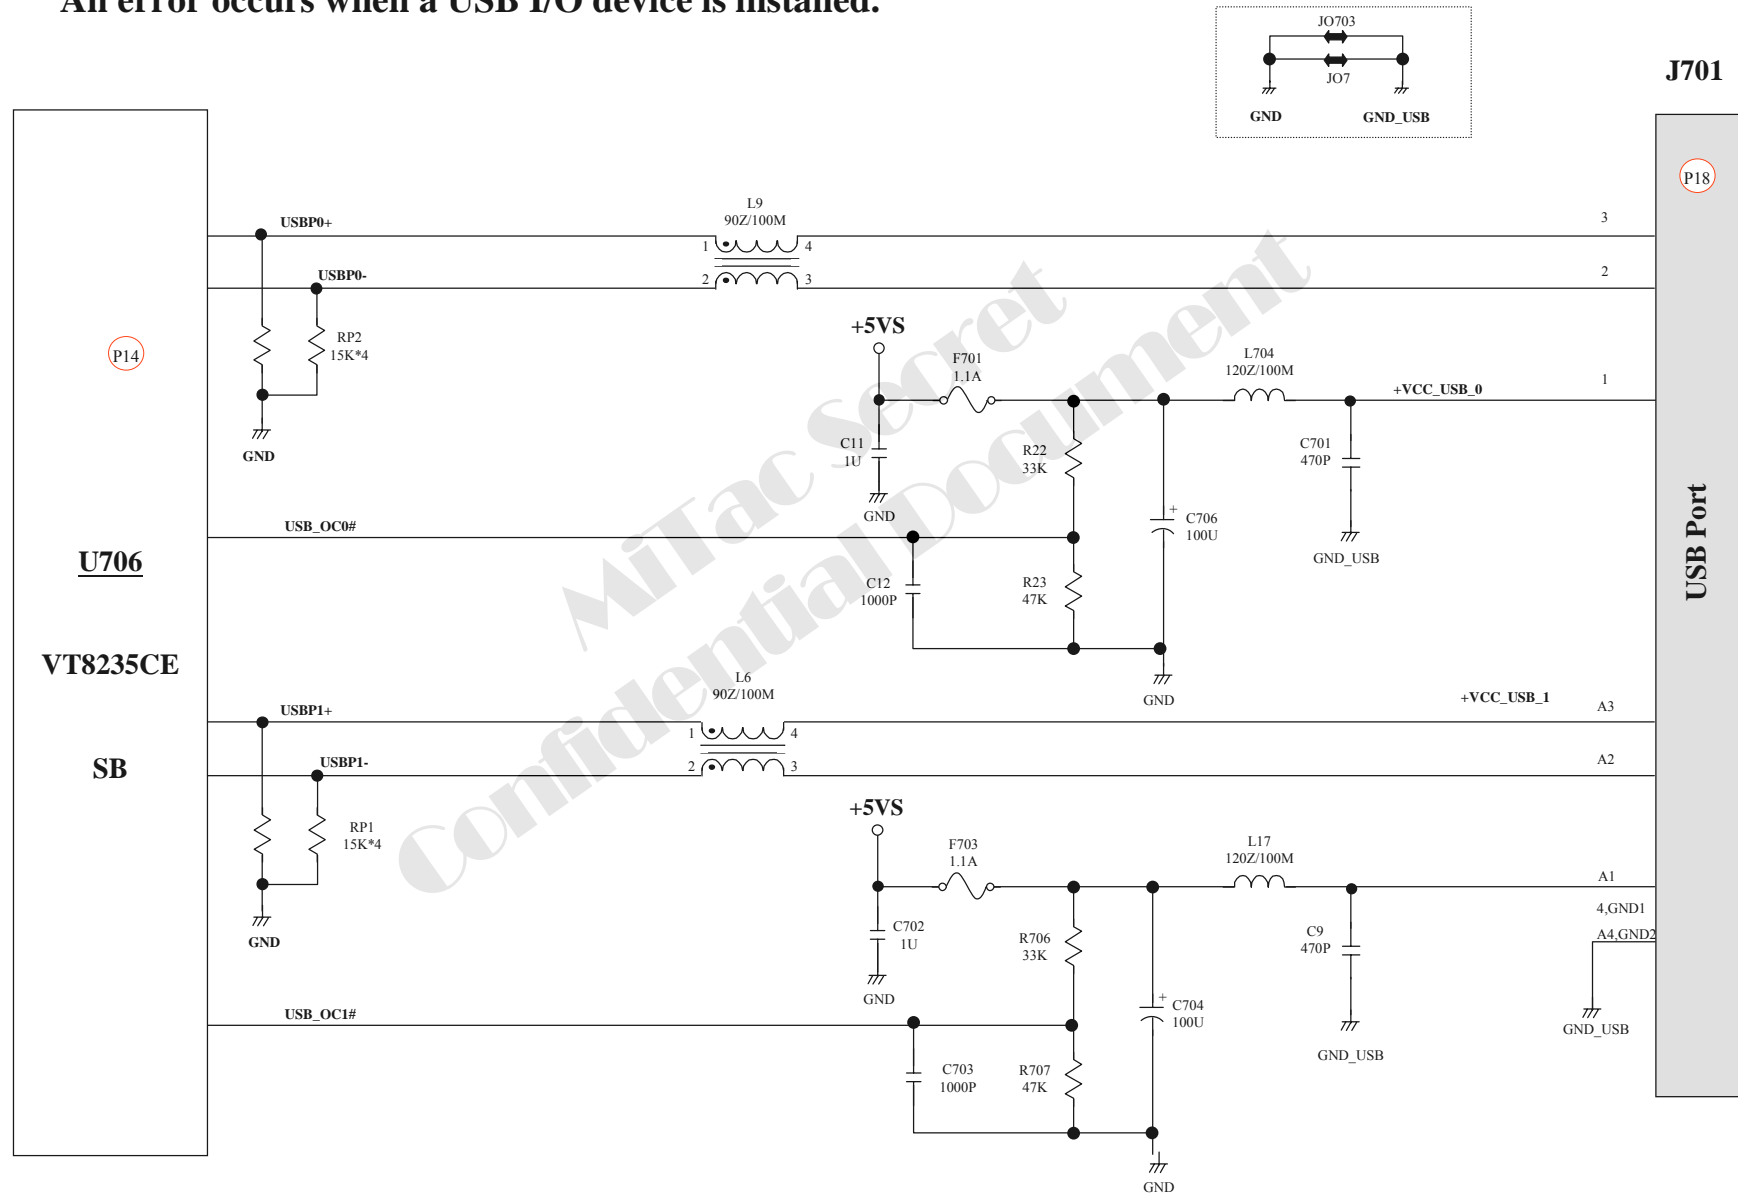 An error occurs when a USB I/O device is installed.
JO703
JO7
GND
GND_USB
J701
P18
USB Port
P14
U706
VT8235CE
SB
USBP0+
USBP0-
L9
90Z/100M
1
4
2
3
3
2
RP2
15K*4
GND
+5VS
F701
1.1A
L704
120Z/100M
+VCC_USB_0
1
C11
1U
GND
R22
33K
C701
470P
GND_USB
USB_OC0#
C706
+
100U
C12
1000P
R23
47K
GND
L6
90Z/100M
USBP1+
1
4
+VCC_USB_1
A3
USBP1-
2
3
A2
RP1
15K*4
GND
+5VS
F703
1.1A
L17
120Z/100M
A1
4,GND1
A4,GND2
GND_USB
C702
1U
GND
R706
33K
C9
470P
GND_USB
USB_OC1#
+
C704
100U
C703
1000P
R707
47K
GND
MiTac Secret
Confidential Document